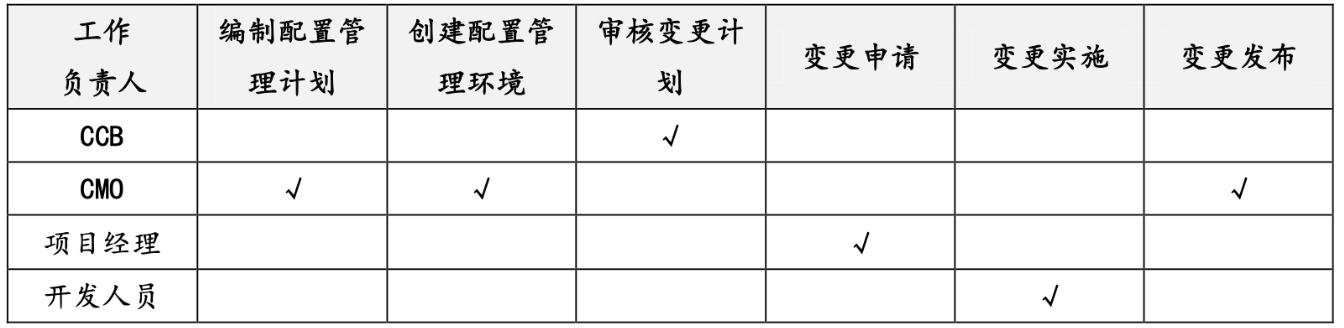 工作 编制配置管 创建配置管 审核变更计 变更申请 变更实施 变更发布
负责人 理计划 理环境 划
CCB √
CMO √ √ √
项目经理 √
开发人员 √